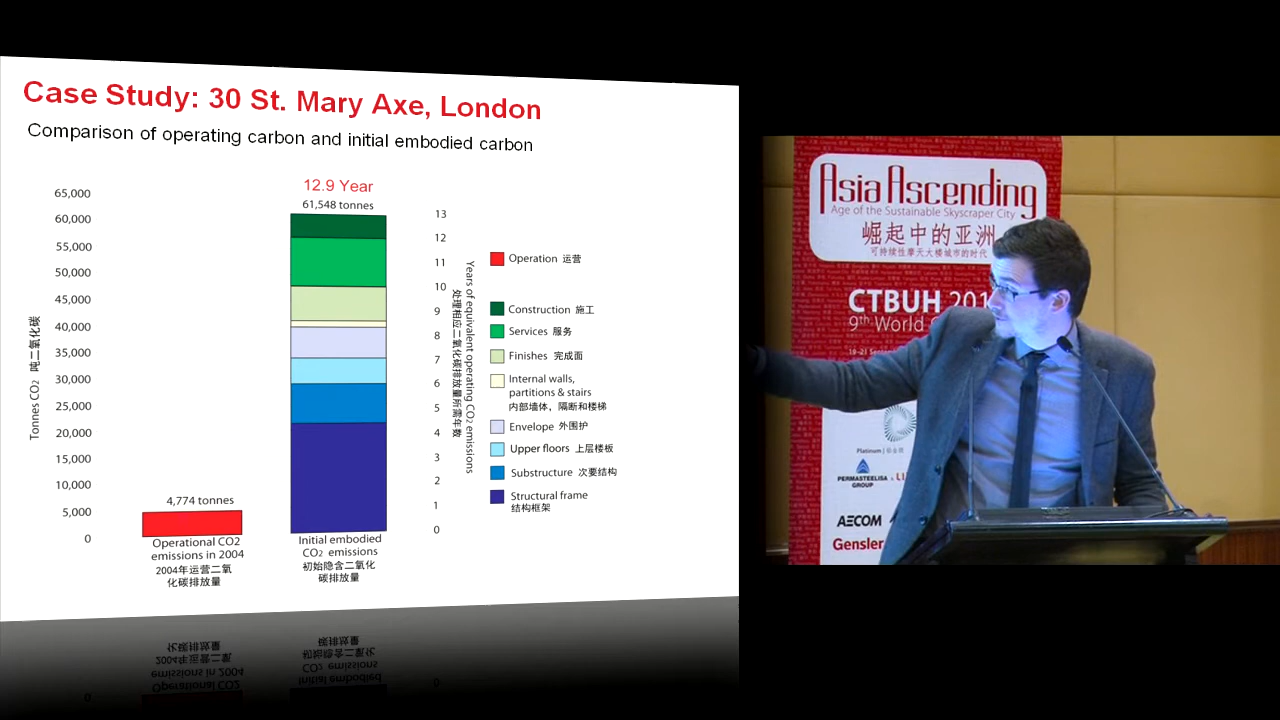 Case Study: 30 St. Mary Axe, London
Comparison of operating carbon and initial embodied carbon
Tonnes CO2 吨二氧化碳
65,000
60,000
55,000
50,000
45,000
40,000
35,000
30,000
25,000
20,000
15,000
10,000
5,000
0
4,774 tonnes
Operational CO2
emissions in 2004
2004年运营二氧
化碳排放量
12.9 Year
61,548 tonnes
Initial embodied
CO2 emissions
初始隐含二氧化
碳排放量
13
12
11
10
9
8
7
6
5
4
3
2
1
0
Years of equivalent operating CO2 emissions
处理相应二氧化碳排放量所需年数
Operation 运营
Construction 施工
Services 服务
Finishes 完成面
Internal walls,
partitions & stairs
内部墙体，隔断和楼梯
Envelope 外围护
Upper floors 上层楼板
Substructure 次要结构
Structural frame
结构框架
Asia Ascending
Age of the Sustainable Skyscraper City
崛起中的亚洲
可持续性摩天大楼城市的时代
CTBUH 201
9th World
19-21 Sept
Platinum
PERMASTEELISA
GROUP
AECOM
Gensler